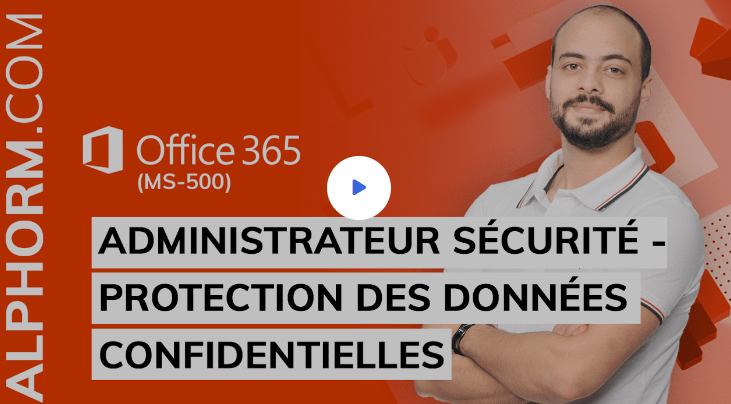 ALPHORM.COM
Office 365
(MS-500)
ADMINISTRATEUR SÉCURITÉ -
PROTECTION DES DONNÉES
CONFIDENTIELLES